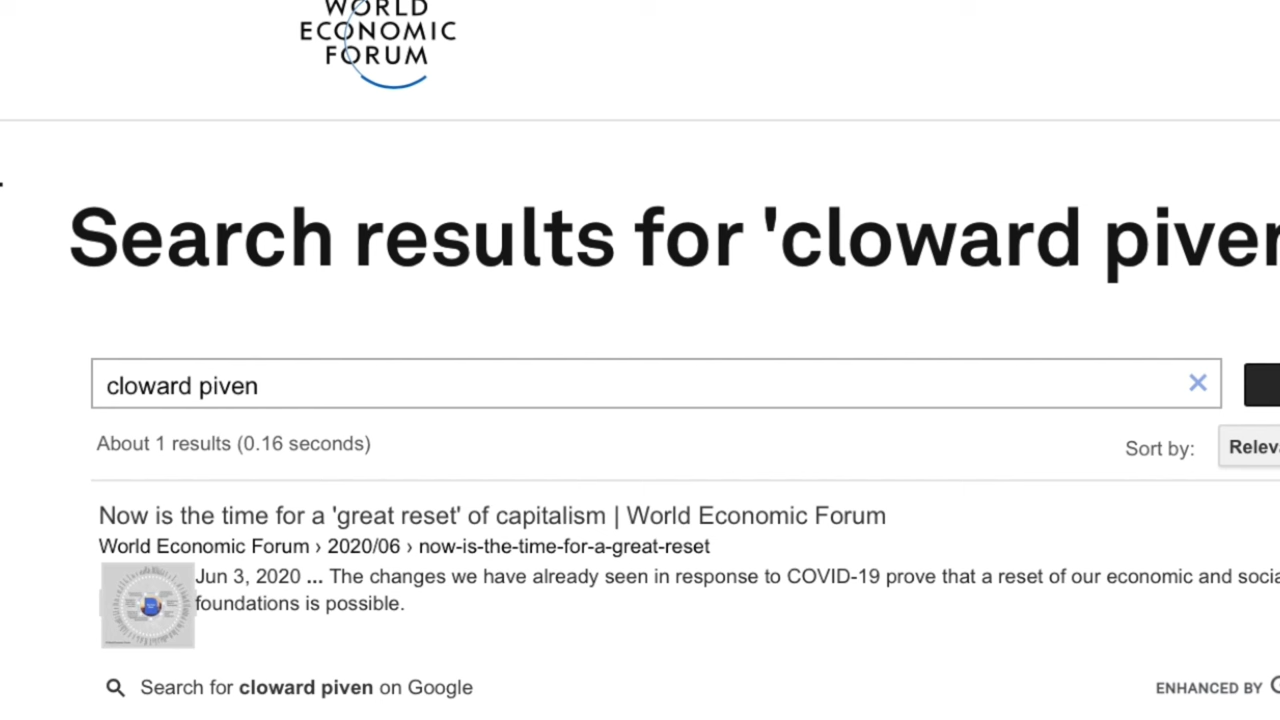 WORLD
ECONOMIC
FORUM
Search results for 'cloward piven
cloward piven
About 1 results (0.16 seconds)
Sort by:
Releva
Now is the time for a 'great reset' of capitalism | World Economic Forum
World Economic Forum › 2020/06 › now-is-the-time-for-a-great-reset
Jun 3, 2020 ... The changes we have already seen in response to COVID-19 prove that a reset of our economic and socia
foundations is possible.
Search for cloward piven on Google
ENHANCED BY G